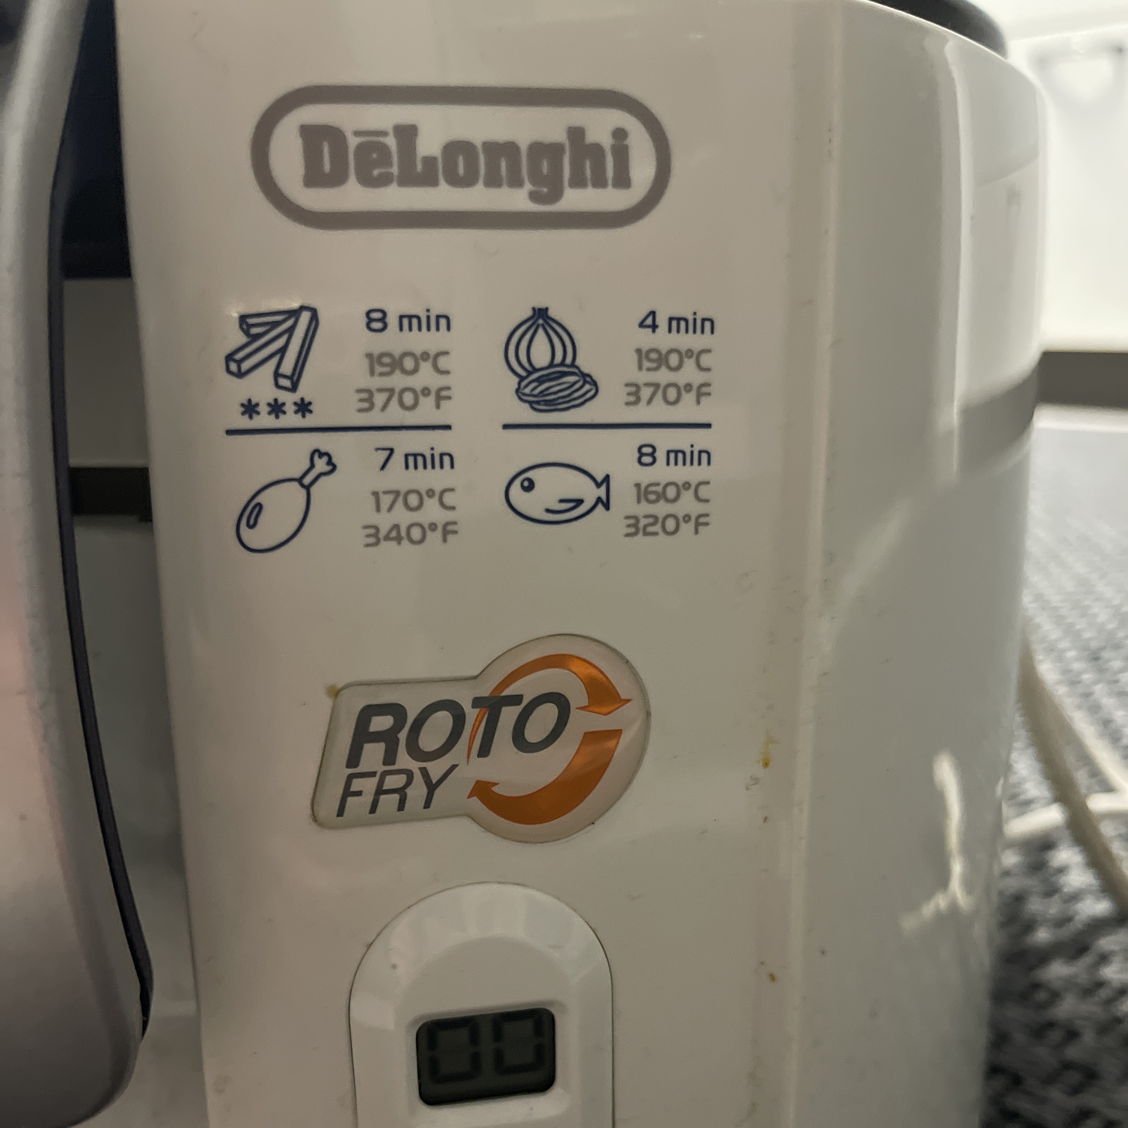 DēLonghi
8 min
190°C
370°F
***
4 min
190°C
370°F
7 min
170°C
340°F
8 min
160°C
320°F
ROTO
FRY
00